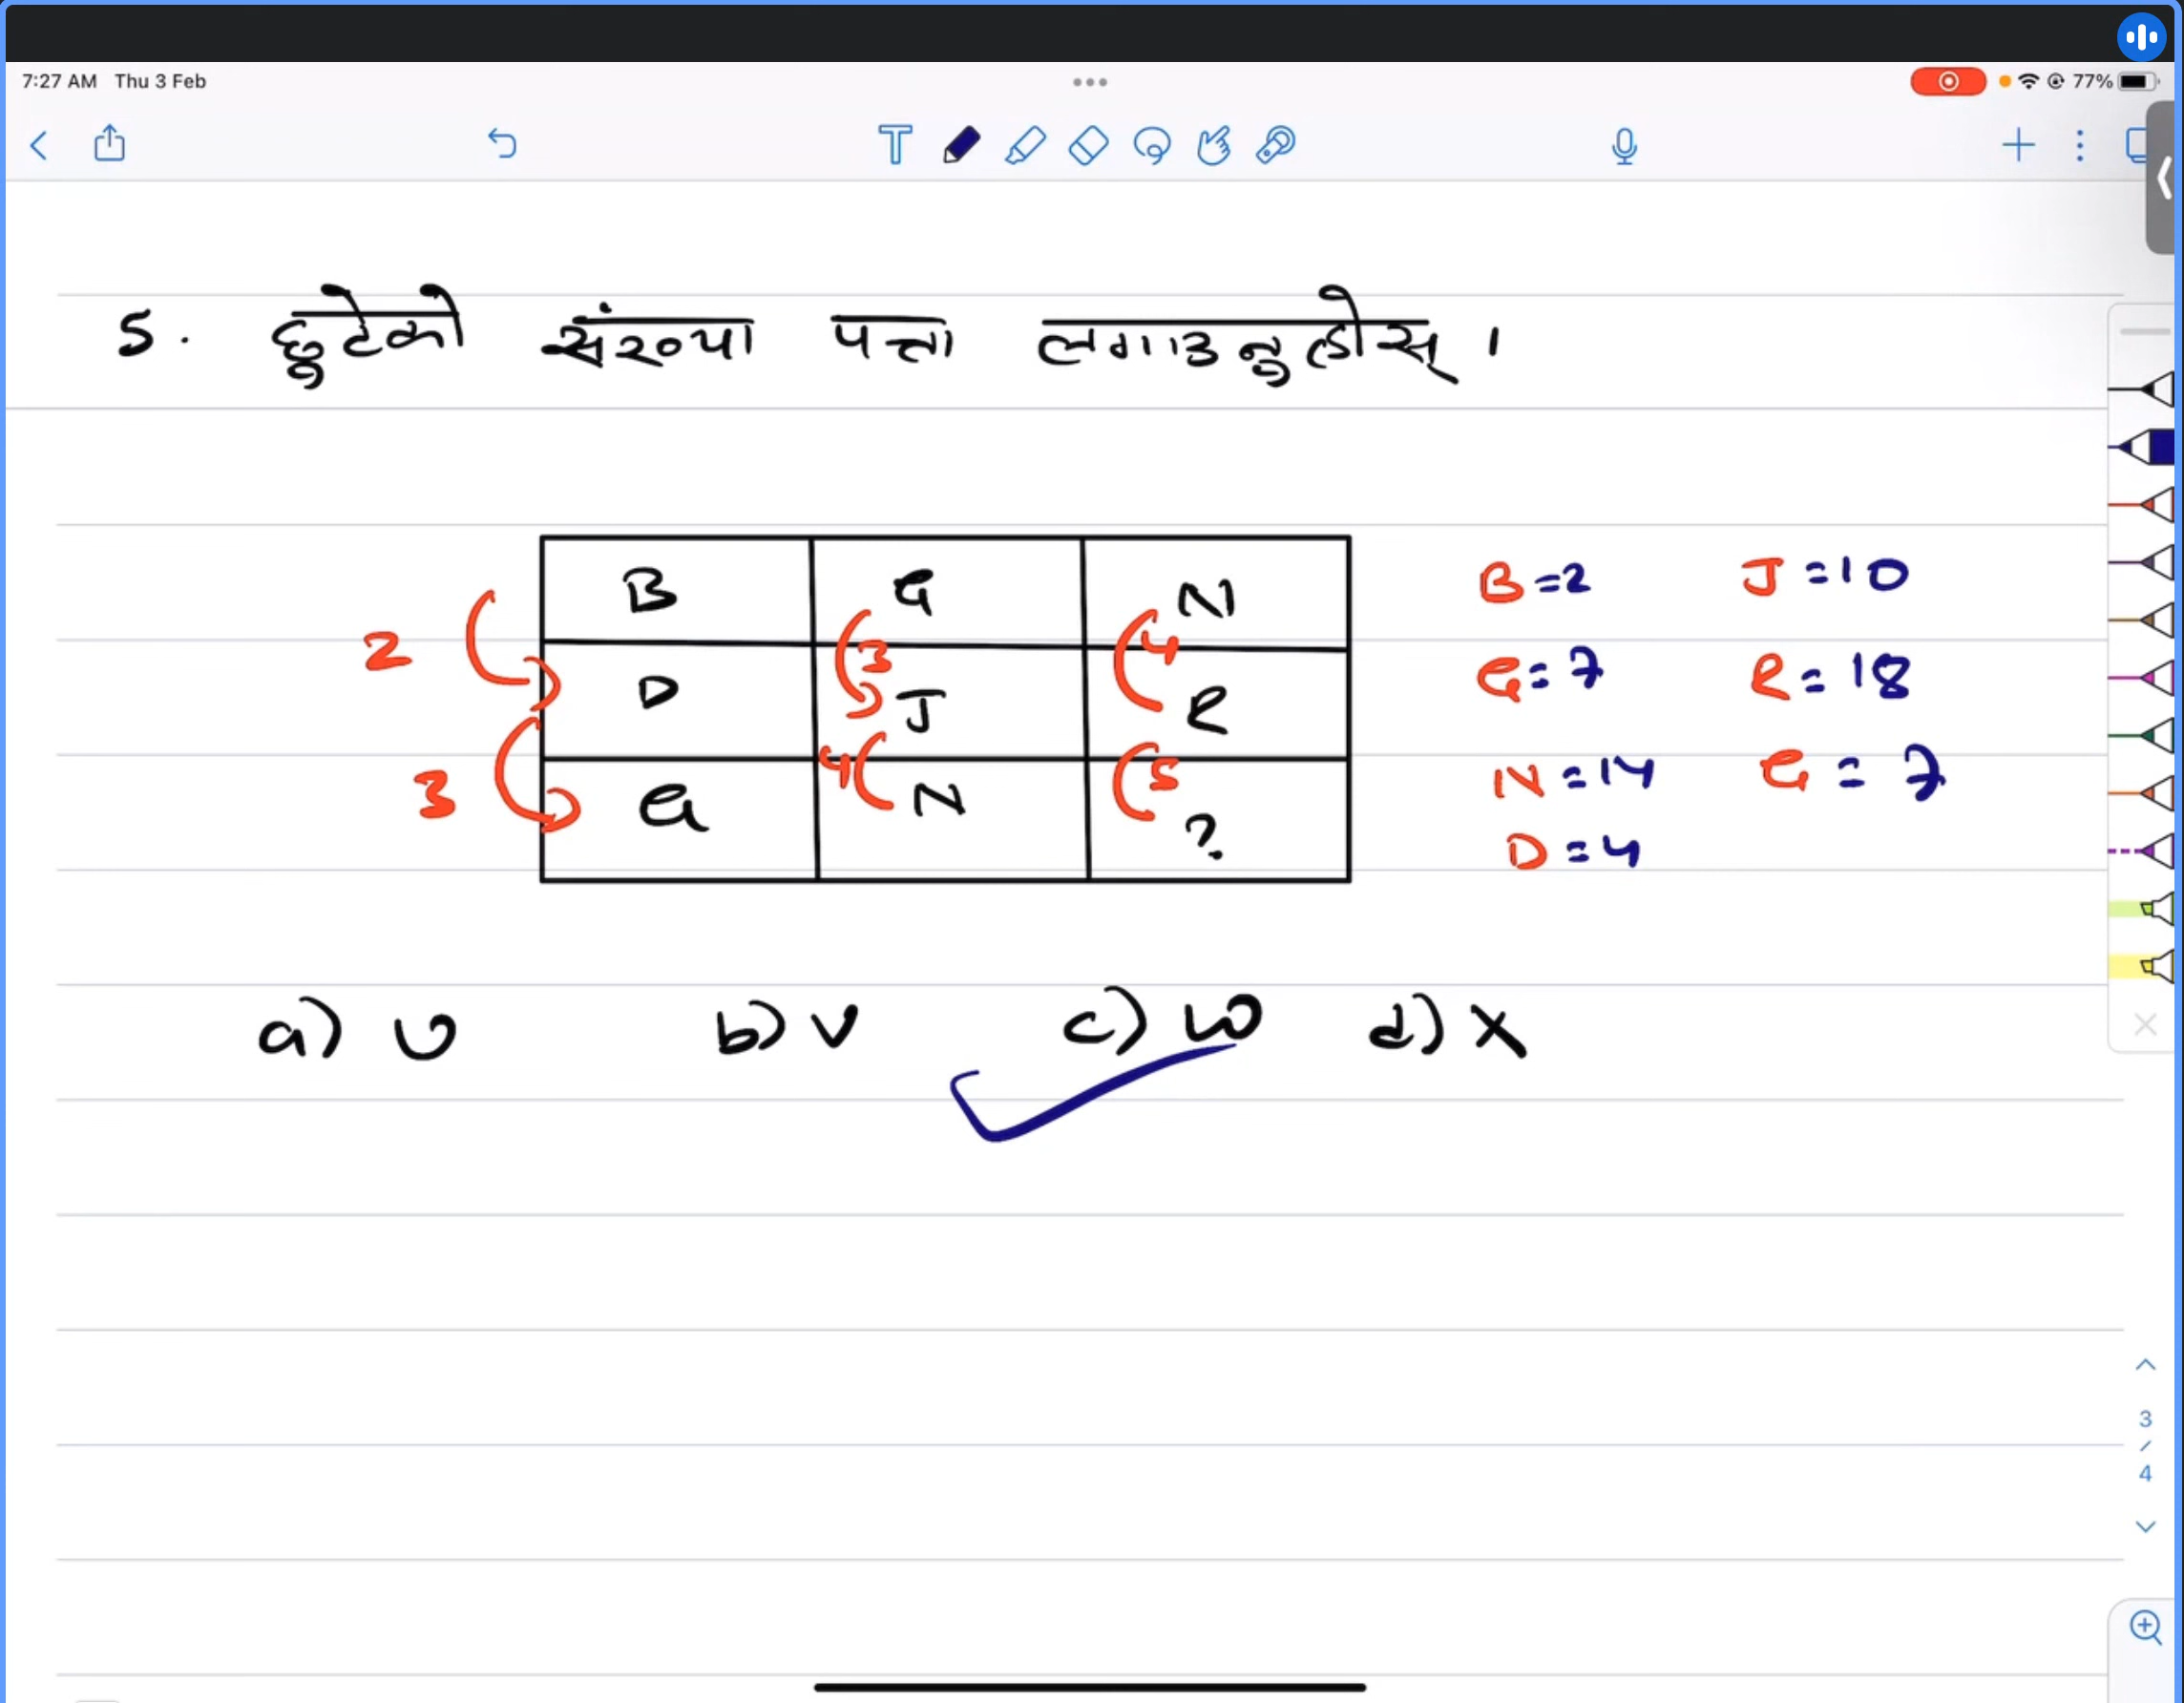 7:27 AM Thu 3 Feb
77%
5. छुटेको संख्या पत्ता लगाउनुहोस् ।
B G N
2 3 4
D J R
3 4 5
G N ?
B=2 J=10
G=7 R=18
N=14 G=7
D=4
a) U b) V c) W d) X
3
/
4